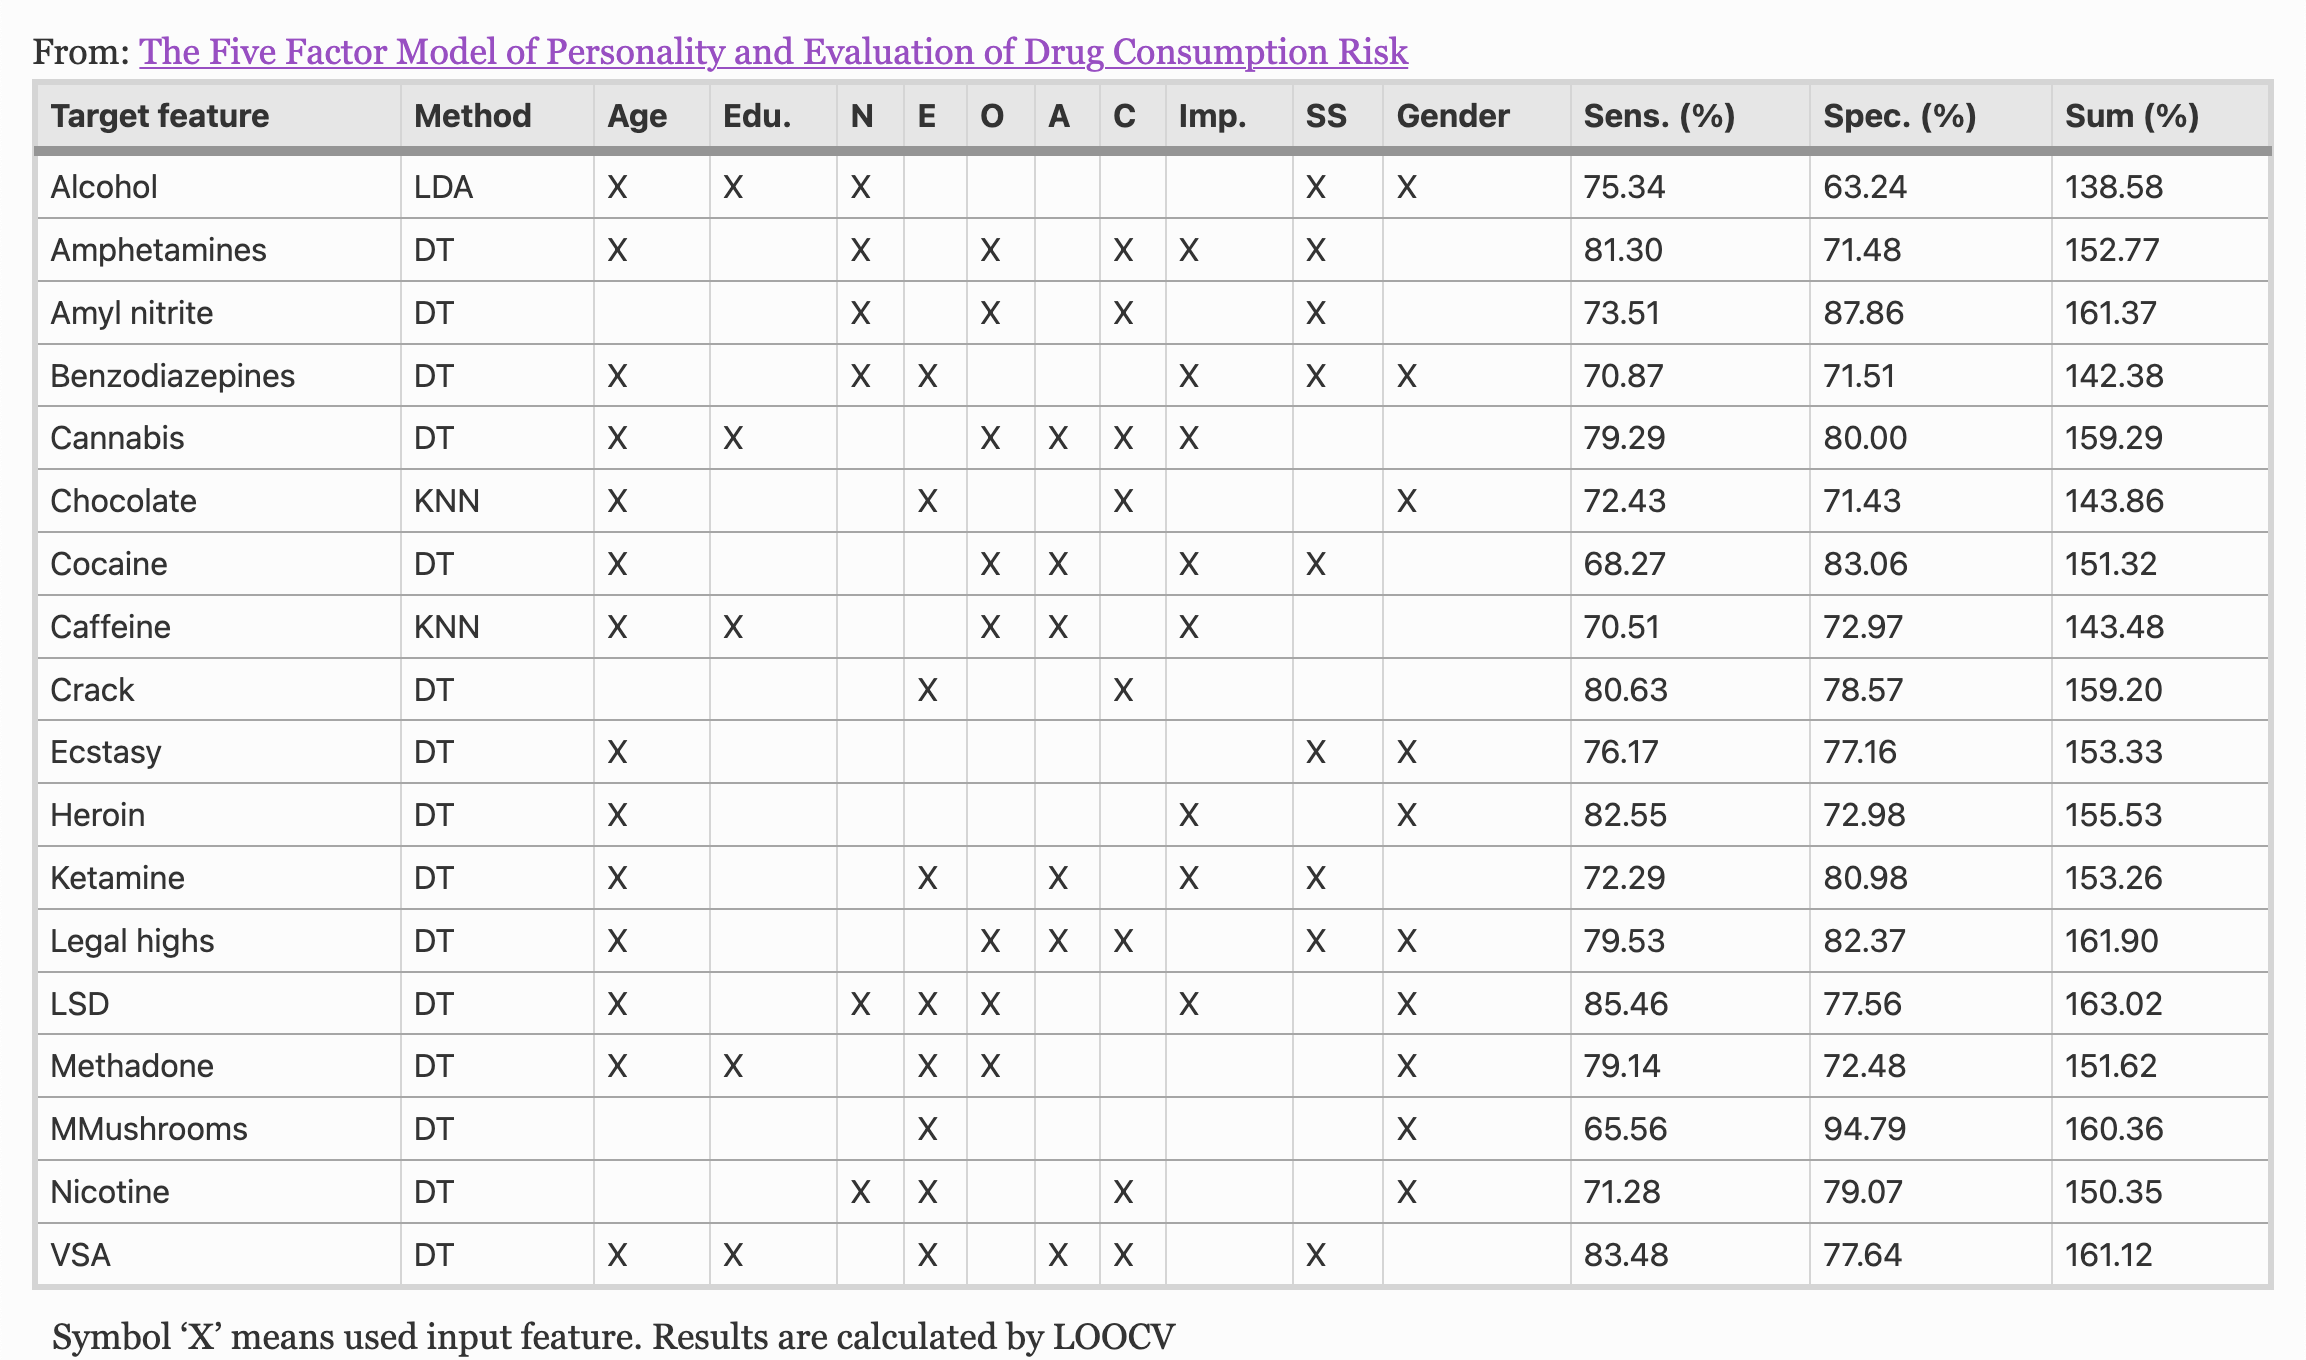 From: The Five Factor Model of Personality and Evaluation of Drug Consumption Risk
Target feature Method Age Edu. N E O A C Imp. SS Gender Sens. (%) Spec. (%) Sum (%)
Alcohol LDA X X X X X 75.34 63.24 138.58
Amphetamines DT X X X X X X 81.30 71.48 152.77
Amyl nitrite DT X X X X 73.51 87.86 161.37
Benzodiazepines DT X X X X X X 70.87 71.51 142.38
Cannabis DT X X X X X X 79.29 80.00 159.29
Chocolate KNN X X X X 72.43 71.43 143.86
Cocaine DT X X X X X 68.27 83.06 151.32
Caffeine KNN X X X X X 70.51 72.97 143.48
Crack DT X X 80.63 78.57 159.20
Ecstasy DT X X X 76.17 77.16 153.33
Heroin DT X X X 82.55 72.98 155.53
Ketamine DT X X X X X 72.29 80.98 153.26
Legal highs DT X X X X X X 79.53 82.37 161.90
LSD DT X X X X X X 85.46 77.56 163.02
Methadone DT X X X X X 79.14 72.48 151.62
MMushrooms DT X X 65.56 94.79 160.36
Nicotine DT X X X X 71.28 79.07 150.35
VSA DT X X X X X X 83.48 77.64 161.12
Symbol ‘X’ means used input feature. Results are calculated by LOOCV